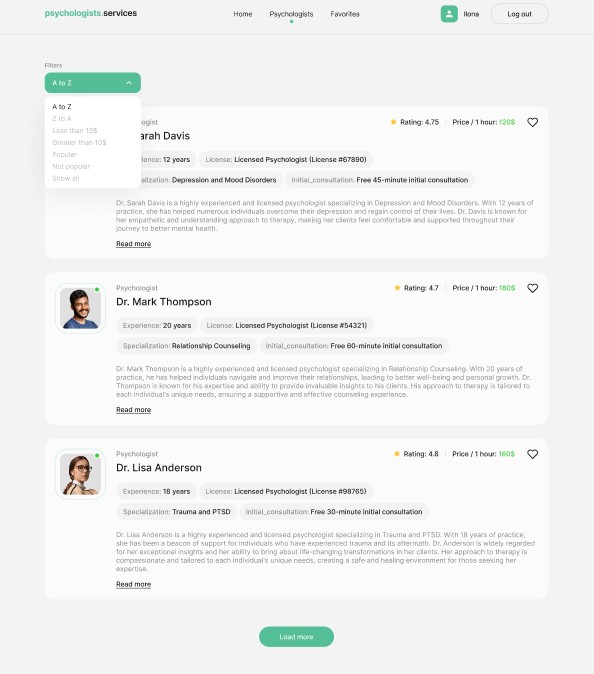 psychologists.services
Home
Psychologists
Favorites
Ilona
Log out
Filters
A to Z
A to Z
Z to A
Less than 10$
Greater than 10$
Popular
Not popular
Show all
Rating: 4.75
Price / 1 hour: 120$
Sarah Davis
12 years
License: Licensed Psychologist (License #67890)
Depression and Mood Disorders
Initial_consultation: Free 45-minute initial consultation
Dr. Sarah Davis is a highly experienced and licensed psychologist specializing in Depression and Mood Disorders. With 12 years of
practice, she has helped numerous individuals overcome their depression and regain control of their lives. Dr. Davis is known for
her empathetic and understanding approach to therapy, making her clients feel comfortable and supported throughout their
journey to better mental health.
Read more
Psychologist
Rating: 4.7
Price / 1 hour: 180$
Dr. Mark Thompson
Experience: 20 years
License: Licensed Psychologist (License #54321)
Specialization: Relationship Counseling
Initial_consultation: Free 60-minute initial consultation
Dr. Mark Thompson is a highly experienced and licensed psychologist specializing in Relationship Counseling. With 20 years of
practice, he has helped individuals navigate and improve their relationships, leading to better well-being and personal growth. Dr.
Thompson is known for his expertise and ability to provide invaluable insights to his clients. His approach to therapy is tailored to
each individual's unique needs, ensuring a supportive and effective counseling experience.
Read more
Psychologist
Rating: 4.8
Price / 1 hour: 160$
Dr. Lisa Anderson
Experience: 18 years
License: Licensed Psychologist (License #98765)
Specialization: Trauma and PTSD
Initial_consultation: Free 30-minute initial consultation
Dr. Lisa Anderson is a highly experienced and licensed psychologist specializing in Trauma and PTSD. With 18 years of practice,
she has been a beacon of support for individuals who have experienced trauma and its aftermath. Dr. Anderson is widely regarded
for her exceptional insights and her ability to bring about life-changing transformations in her clients. Her approach to therapy is
compassionate and tailored to each individual's unique needs, creating a safe and healing environment for those seeking her
expertise.
Read more
Load more